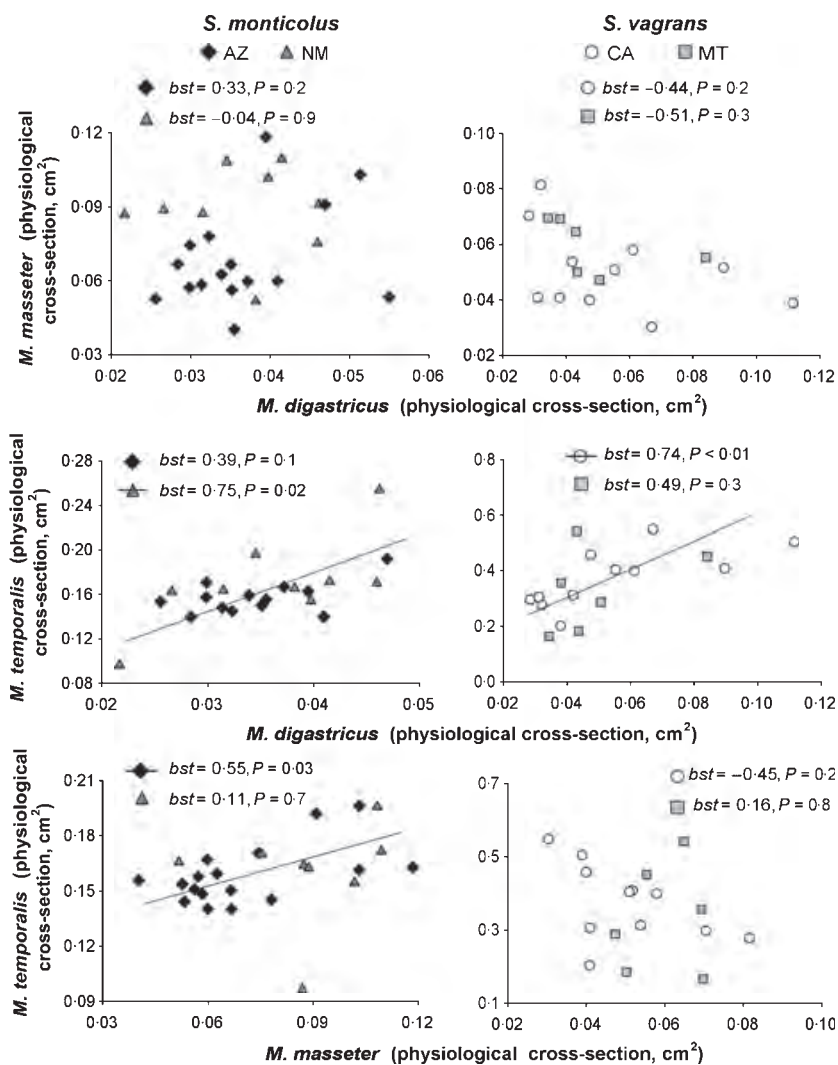 S. monticolus
AZ NM
bst = 0·33, P = 0·2
bst = −0·04, P = 0·9
M. masseter (physiological
cross-section, cm²)
0·12
0·09
0·06
0·03
0·02 0·03 0·04 0·05 0·06
S. vagrans
CA MT
bst = −0·44, P = 0·2
bst = −0·51, P = 0·3
0·10
0·08
0·06
0·04
0·02
0·02 0·04 0·06 0·08 0·10 0·12
M. digastricus (physiological cross-section, cm²)
M. temporalis (physiological
cross-section, cm²)
0·28
0·24
0·20
0·16
0·12
0·08
bst = 0·39, P = 0·1
bst = 0·75, P = 0·02
0·02 0·03 0·04 0·05
0·8
0·6
0·4
0·2
0·0
bst = 0·74, P < 0·01
bst = 0·49, P = 0·3
0·02 0·04 0·06 0·08 0·10 0·12
M. digastricus (physiological cross-section, cm²)
M. temporalis (physiological
cross-section, cm²)
0·21
0·18
0·15
0·12
0·09
bst = 0·55, P = 0·03
bst = 0·11, P = 0·7
0·03 0·06 0·09 0·12
0·7
0·5
0·3
0·1
bst = −0·45, P = 0·2
bst = 0·16, P = 0·8
0·02 0·04 0·06 0·08 0·10
M. masseter (physiological cross-section, cm²)